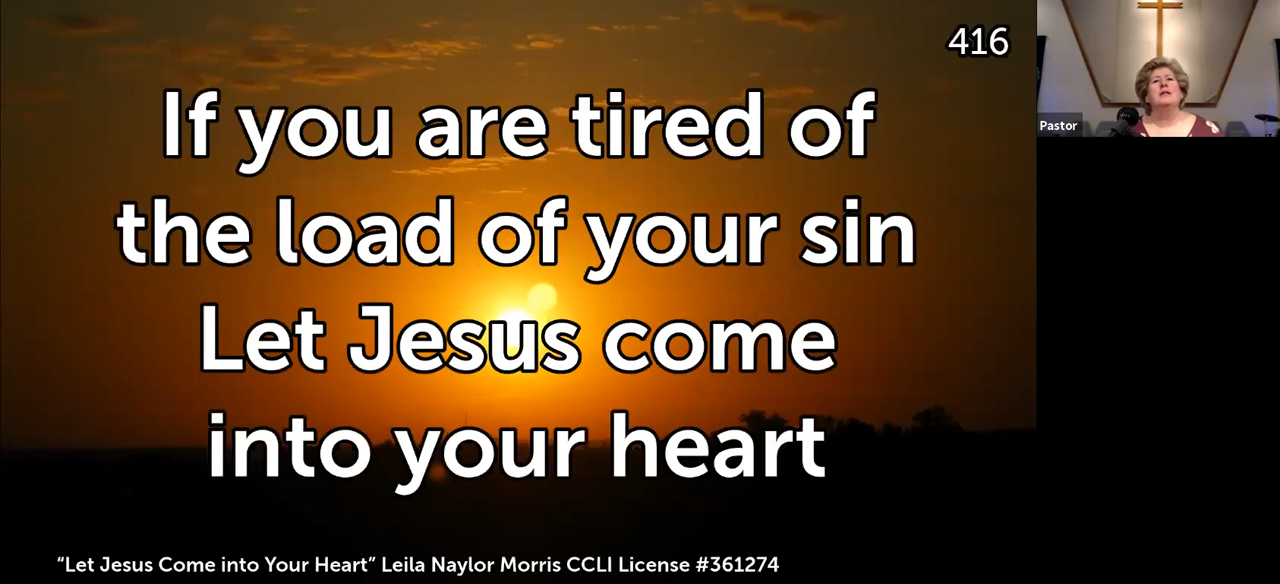 416
If you are tired of
the load of your sin
Let Jesus come
into your heart
“Let Jesus Come into Your Heart” Leila Naylor Morris CCLI License #361274
Pastor